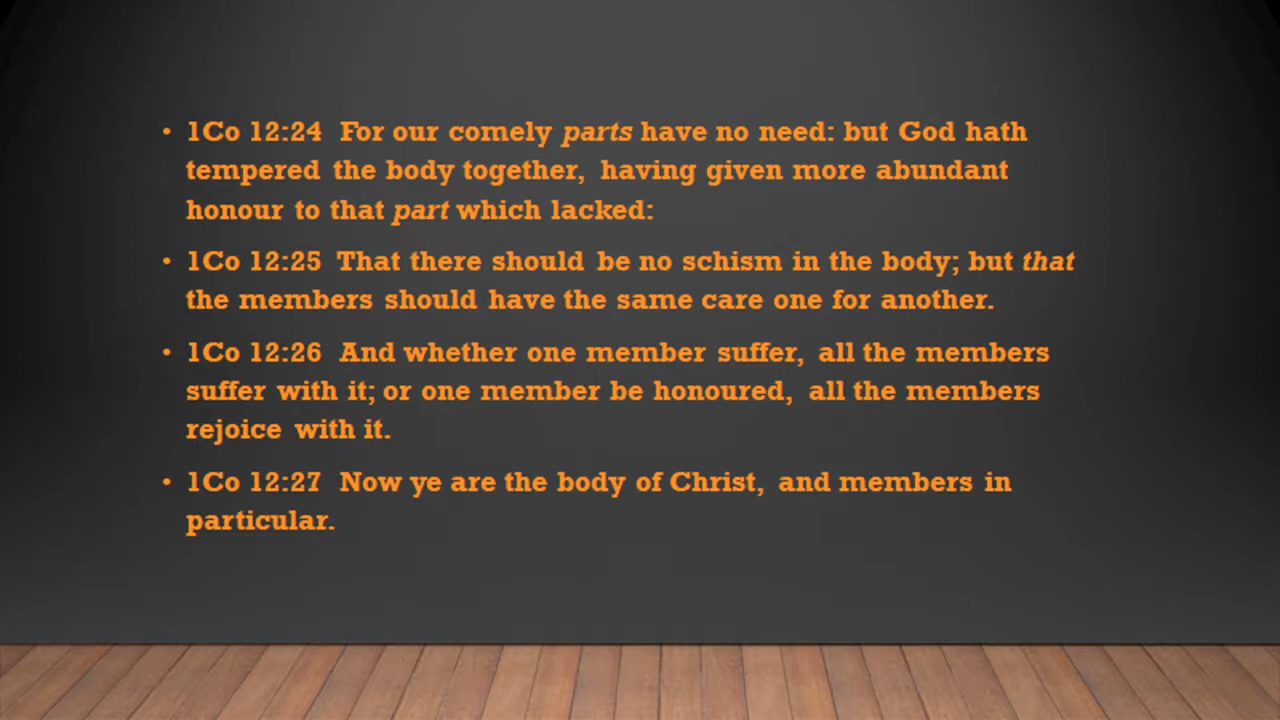 • 1Co 12:24 For our comely parts have no need: but God hath
tempered the body together, having given more abundant
honour to that part which lacked:
• 1Co 12:25 That there should be no schism in the body; but that
the members should have the same care one for another.
• 1Co 12:26 And whether one member suffer, all the members
suffer with it; or one member be honoured, all the members
rejoice with it.
• 1Co 12:27 Now ye are the body of Christ, and members in
particular.